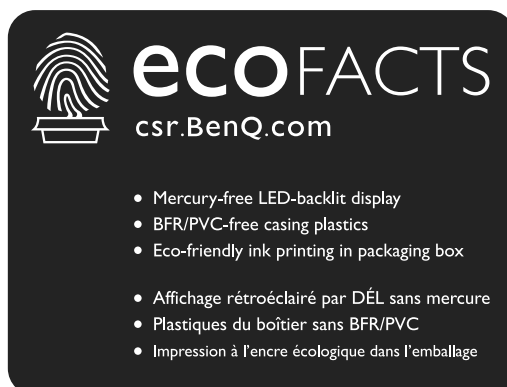 ecoFACTS
csr.BenQ.com
• Mercury-free LED-backlit display
• BFR/PVC-free casing plastics
• Eco-friendly ink printing in packaging box
• Affichage rétroéclairé par DÉL sans mercure
• Plastiques du boîtier sans BFR/PVC
• Impression à l'encre écologique dans l'emballage